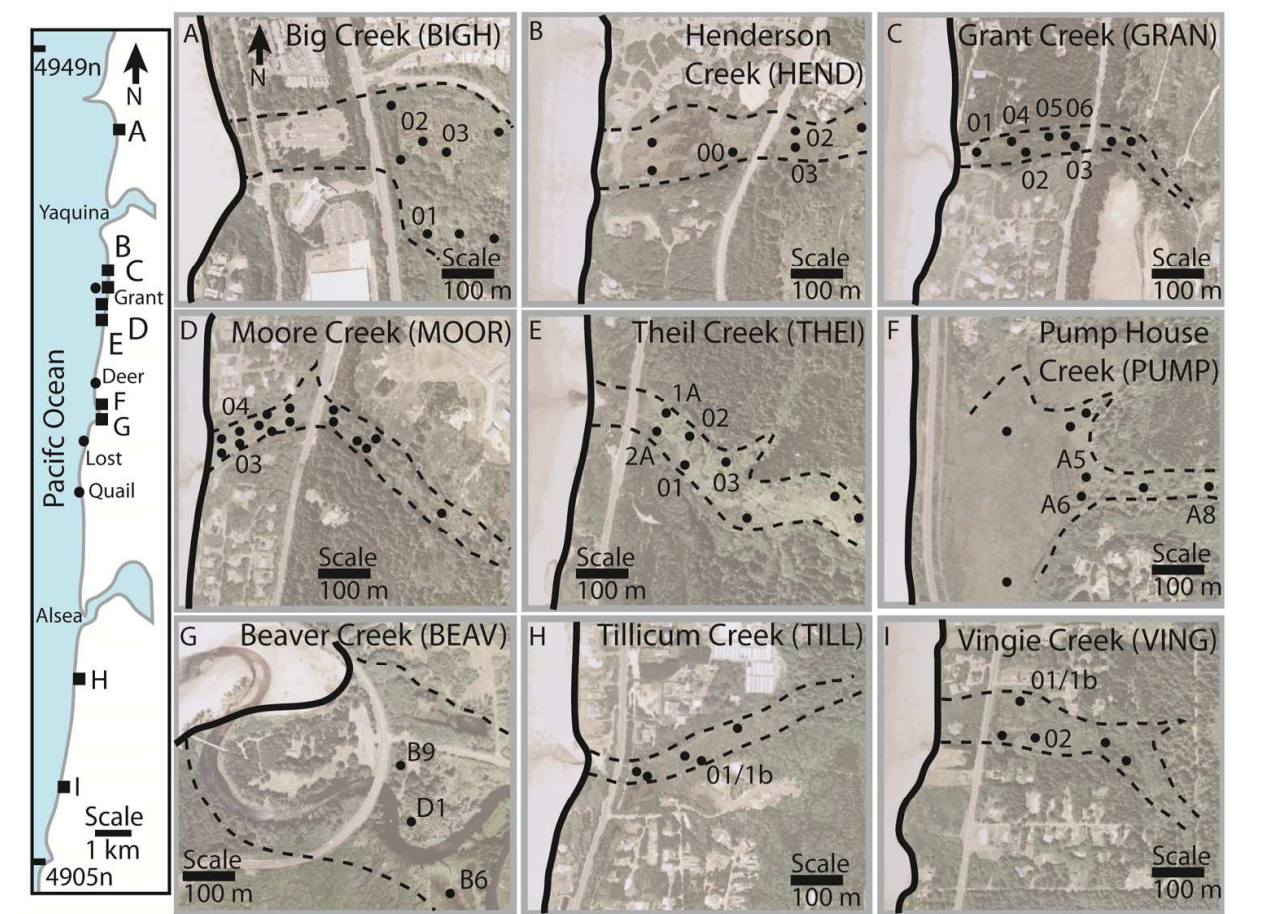 4949n
N
A
Yaquina
B
C
Grant
D
E
Deer
F
G
Lost
Quail
Pacifc Ocean
Alsea
H
I
Scale
1 km
4905n
A
Big Creek (BIGH)
N
02
03
01
Scale
100 m
B
Henderson
Creek (HEND)
00
02
03
Scale
100 m
C
Grant Creek (GRAN)
01
04
05
06
02
03
Scale
100 m
D
Moore Creek (MOOR)
04
03
Scale
100 m
E
Theil Creek (THEI)
1A
02
2A
01
03
Scale
100 m
F
Pump House
Creek (PUMP)
A5
A6
A8
Scale
100 m
G
Beaver Creek (BEAV)
B9
D1
B6
Scale
100 m
H
Tillicum Creek (TILL)
01/1b
Scale
100 m
I
Vingie Creek (VING)
01/1b
02
Scale
100 m